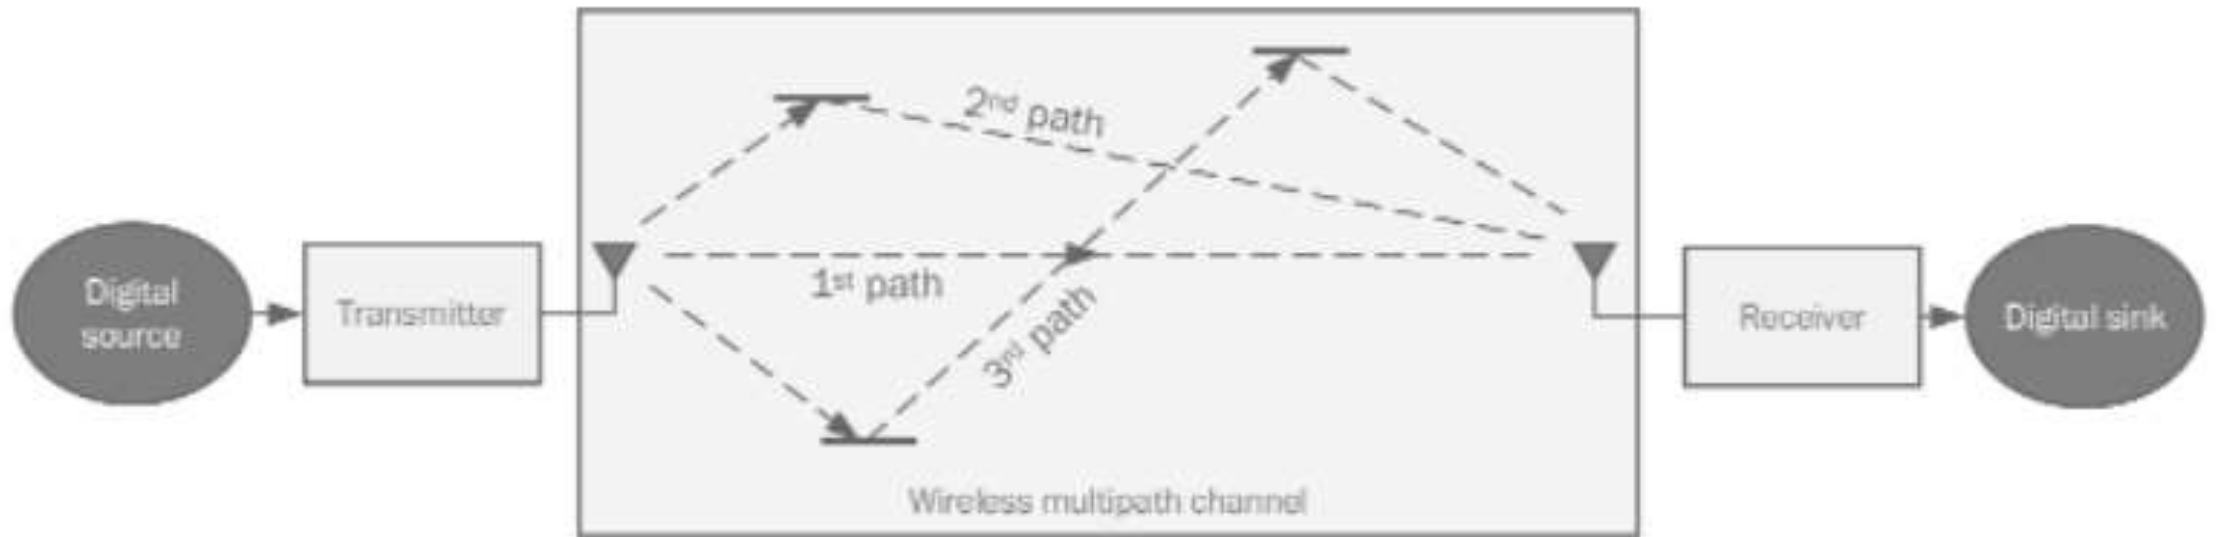 Digital
source
Transmitter
2nd path
1st path
3rd path
Wireless multipath channel
Receiver
Digital sink